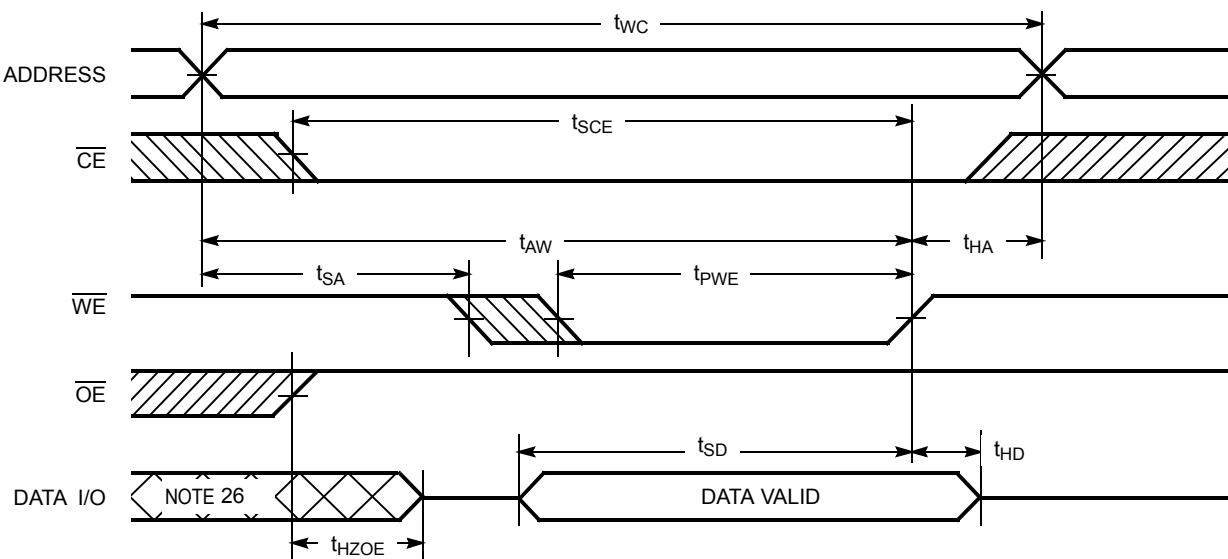 tWC
ADDRESS
tSCE
CE
tAW
tHA
tSA
tPWE
WE
OE
tSD
tHD
DATA I/O
NOTE 26
DATA VALID
tHZOE